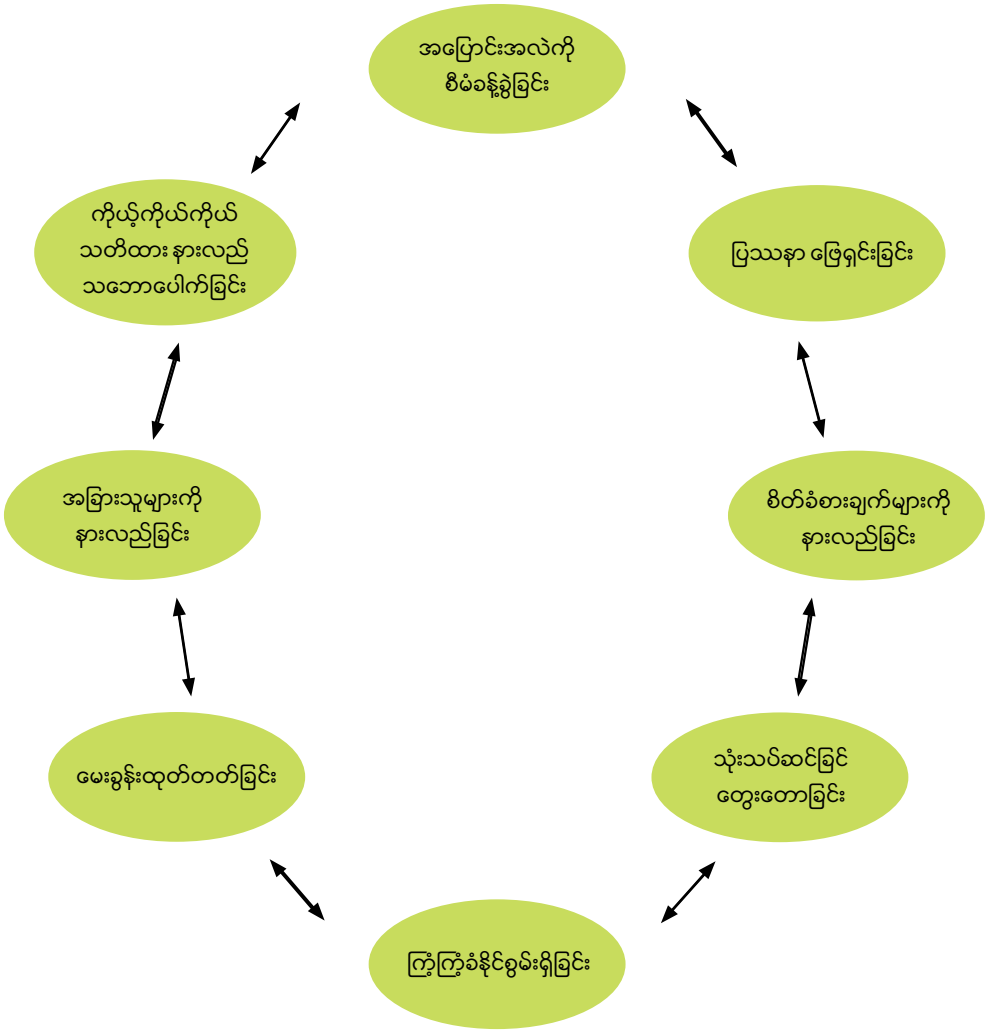 အပြောင်းအလဲကို
စီမံခန့်ခွဲခြင်း
ပြဿနာ ဖြေရှင်းခြင်း
စိတ်ခံစားချက်များကို
နားလည်ခြင်း
သုံးသပ်ဆင်ခြင်
တွေးတောခြင်း
ကြံ့ကြံ့ခံနိုင်စွမ်းရှိခြင်း
မေးခွန်းထုတ်တတ်ခြင်း
အခြားသူများကို
နားလည်ခြင်း
ကိုယ့်ကိုယ်ကိုယ်
သတိထား နားလည်
သဘောပေါက်ခြင်း